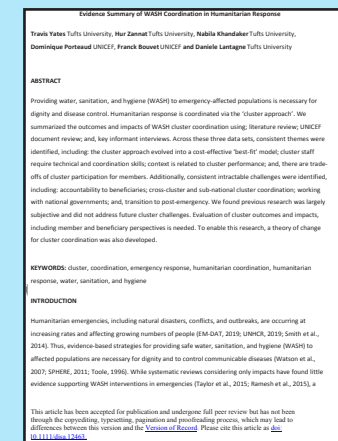 Evidence Summary of WASH Coordination in Humanitarian Response
Travis Yates Tufts University, Hur Zannat Tufts University, Nabila Khandaker Tufts University,
Dominique Porteaud UNICEF, Franck Bouvet UNICEF and Daniele Lantagne Tufts University
ABSTRACT
Providing water, sanitation, and hygiene (WASH) to emergency-affected populations is necessary for
dignity and disease control. Humanitarian response is coordinated via the ‘cluster approach’. We
summarized the outcomes and impacts of WASH cluster coordination using; literature review; UNICEF
document review; and, key informant interviews. Across these three data sets, consistent themes were
identified, including: the cluster approach evolved into a cost-effective ‘best-fit’ model; cluster staff
require technical and coordination skills; context is related to cluster performance; and, there are trade-
offs of cluster participation for members. Additionally, consistent intractable challenges were identified,
including: accountability to beneficiaries; cross-cluster and sub-national cluster coordination; working
with national governments; and, transition to post-emergency. We found previous research was largely
subjective and did not address future cluster challenges. Evaluation of cluster outcomes and impacts,
including member and beneficiary perspectives is needed. To enable this research, a theory of change
for cluster coordination was also developed.
KEYWORDS: cluster, coordination, emergency response, humanitarian coordination, humanitarian
response, water, sanitation, and hygiene
INTRODUCTION
Humanitarian emergencies, including natural disasters, conflicts, and outbreaks, are occurring at
increasing rates and affecting growing numbers of people (EM-DAT, 2019; UNHCR, 2019; Smith et al.,
2014). Thus, evidence-based strategies for providing safe water, sanitation, and hygiene (WASH) to
affected populations are necessary for dignity and to control communicable diseases (Watson et al.,
2007; SPHERE, 2011; Toole, 1996). While systematic reviews considering only impacts have found little
evidence supporting WASH interventions in emergencies (Taylor et al., 2015; Ramesh et al., 2015), a
This article has been accepted for publication and undergone full peer review but has not been
through the copyediting, typesetting, pagination and proofreading process, which may lead to
differences between this version and the Version of Record. Please cite this article as doi:
10.1111/disa.12463.